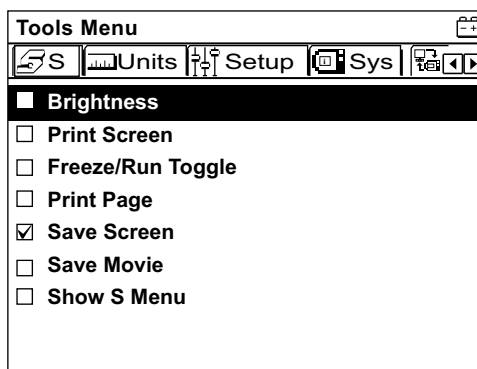 Tools Menu
S Units Setup Sys
Brightness
Print Screen
Freeze/Run Toggle
Print Page
Save Screen
Save Movie
Show S Menu